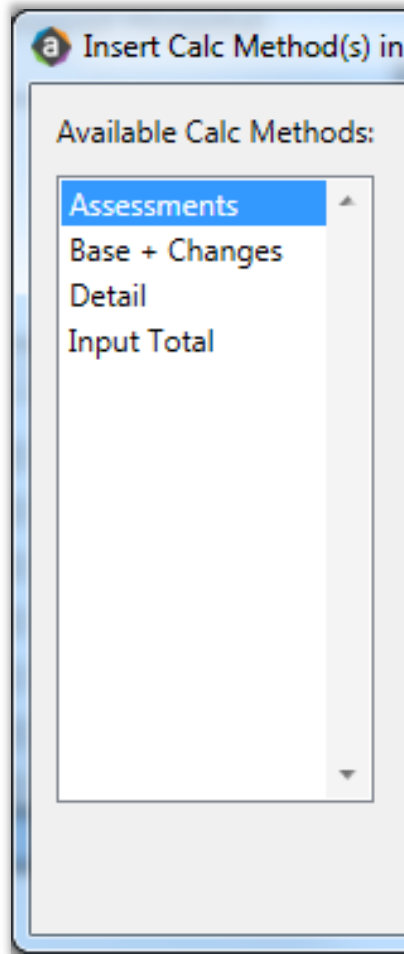 Insert Calc Method(s) in
Available Calc Methods:
Assessments
Base + Changes
Detail
Input Total